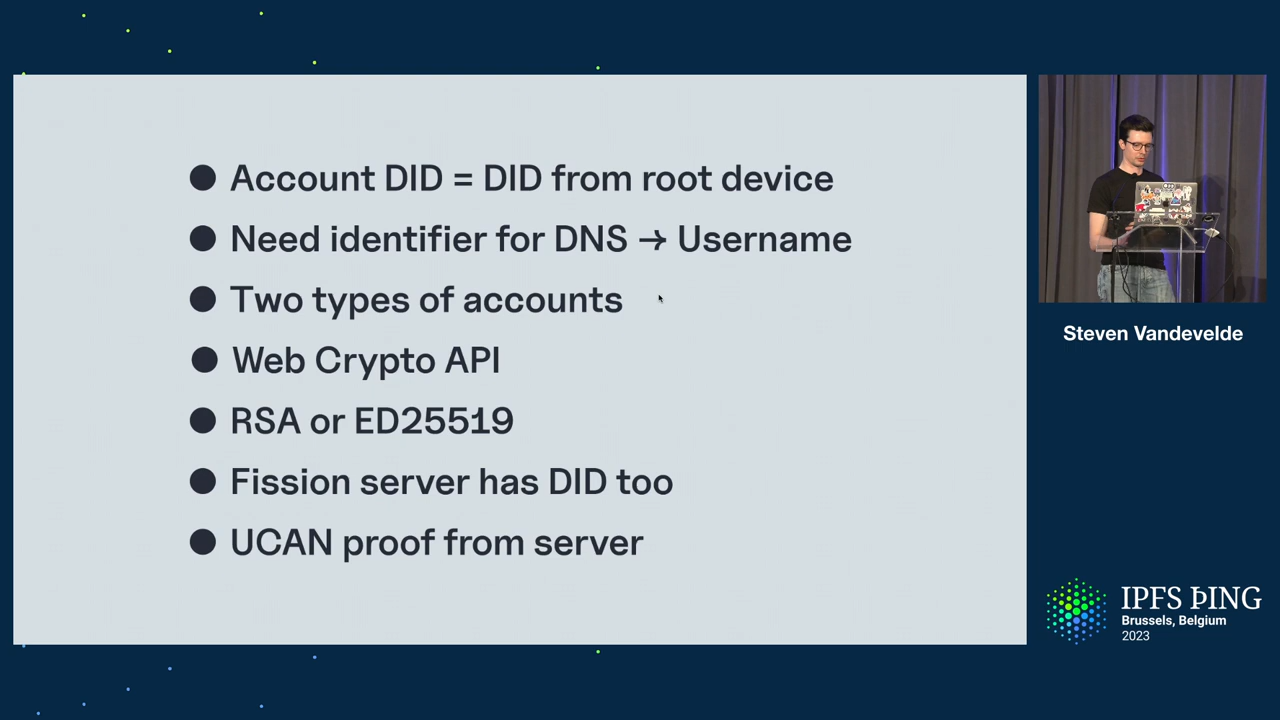 ● Account DID = DID from root device
● Need identifier for DNS → Username
● Two types of accounts
● Web Crypto API
● RSA or ED25519
● Fission server has DID too
● UCAN proof from server
Steven Vandevelde
IPFS ÞING
Brussels, Belgium
2023